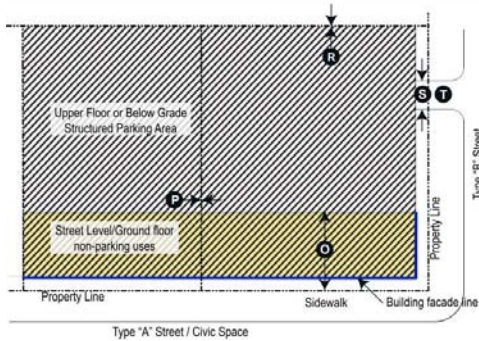 R
S T
Upper Floor or Below Grade
Structured Parking Area
Type "B" Street
P
Property Line
Street Level/Ground floor
non-parking uses
O
Property Line
Sidewalk
Building facade line
Type "A" Street / Civic Space